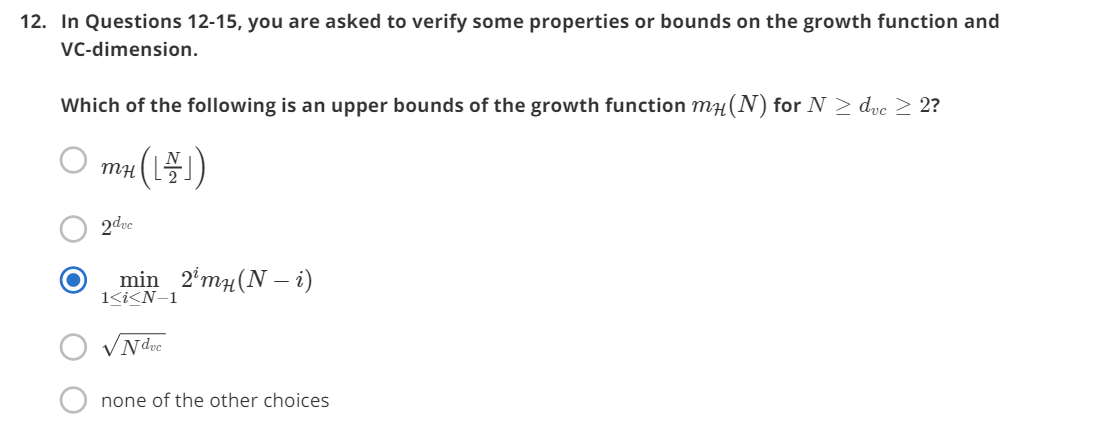 12. In Questions 12-15, you are asked to verify some properties or bounds on the growth function and
VC-dimension.
Which of the following is an upper bounds of the growth function $m_{\mathcal{H}}(N)$ for $N \geq d_{vc} \geq 2$?
$m_{\mathcal{H}}\left(\lfloor \frac{N}{2} \rfloor\right)$
$2^{d_{vc}}$
$\min_{1 \leq i \leq N-1} 2^i m_{\mathcal{H}}(N - i)$
$\sqrt{N^{d_{vc}}}$
none of the other choices